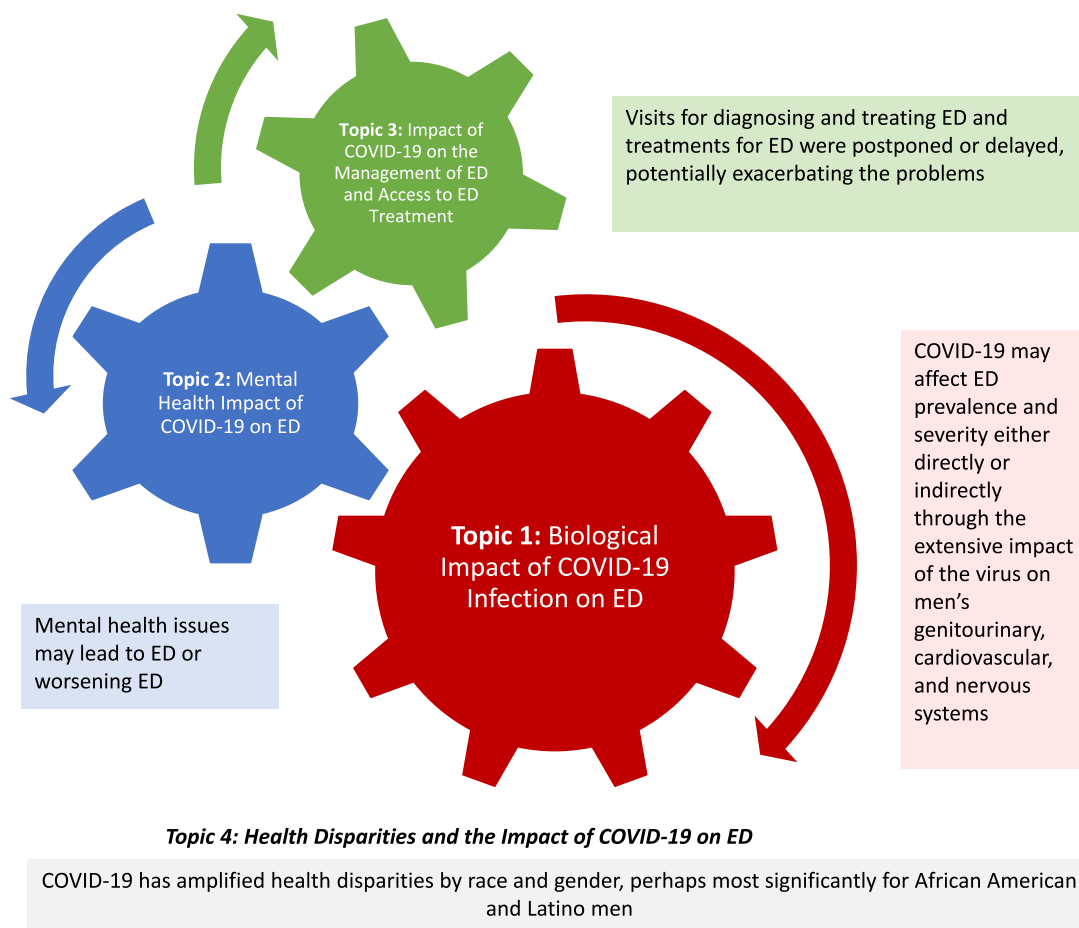 Topic 3: Impact of
COVID-19 on the
Management of ED
and Access to ED
Treatment
Visits for diagnosing and treating ED and
treatments for ED were postponed or delayed,
potentially exacerbating the problems
Topic 2: Mental
Health Impact of
COVID-19 on ED
Mental health issues
may lead to ED or
worsening ED
Topic 1: Biological
Impact of COVID-19
Infection on ED
COVID-19 may
affect ED
prevalence and
severity either
directly or
indirectly
through the
extensive impact
of the virus on
men’s
genitourinary,
cardiovascular,
and nervous
systems
Topic 4: Health Disparities and the Impact of COVID-19 on ED
COVID-19 has amplified health disparities by race and gender, perhaps most significantly for African American
and Latino men